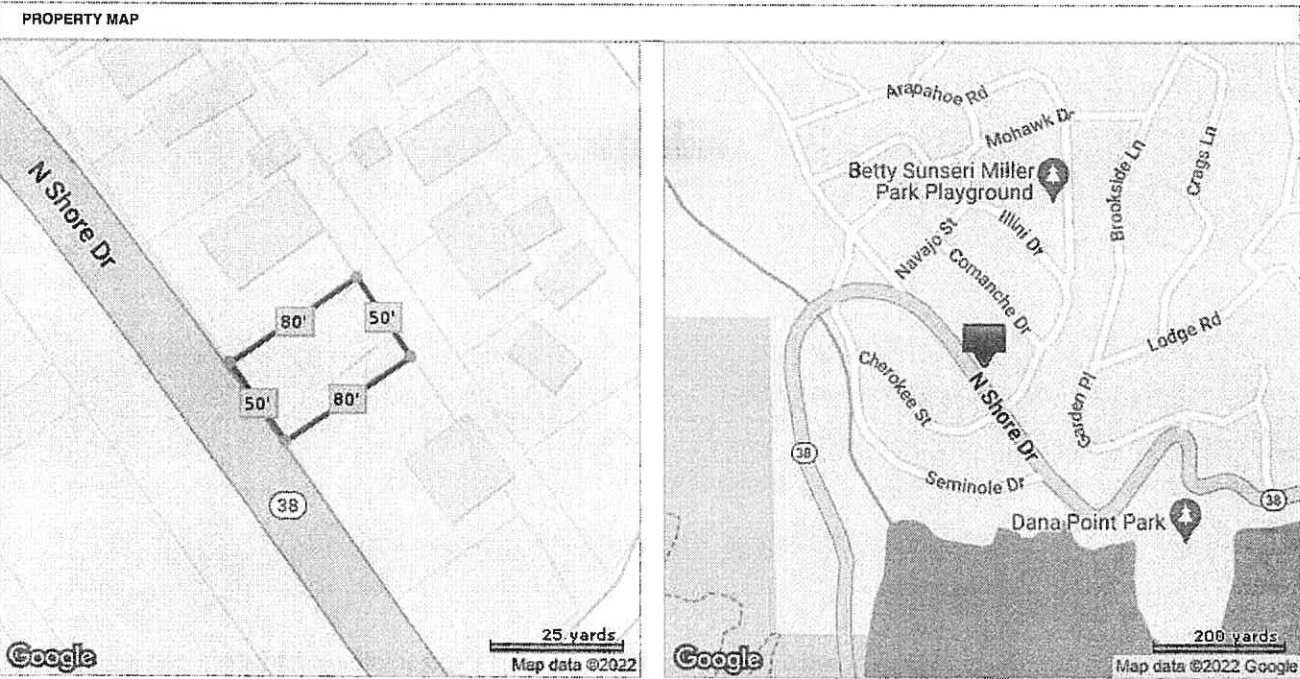 PROPERTY MAP
N Shore Dr
80'
50'
50'
80'
38
Google
25 yards
Map data ©2022
Arapahoe Rd
Mohawk Dr
Betty Sunseri Miller
Park Playground
Brookside Ln
Crags Ln
Navajo St
Illini Dr
Comanche Dr
Lodge Rd
Cherokee St
N Shore Dr
Garden Pl
38
Seminole Dr
38
Dana Point Park
Google
200 yards
Map data ©2022 Google